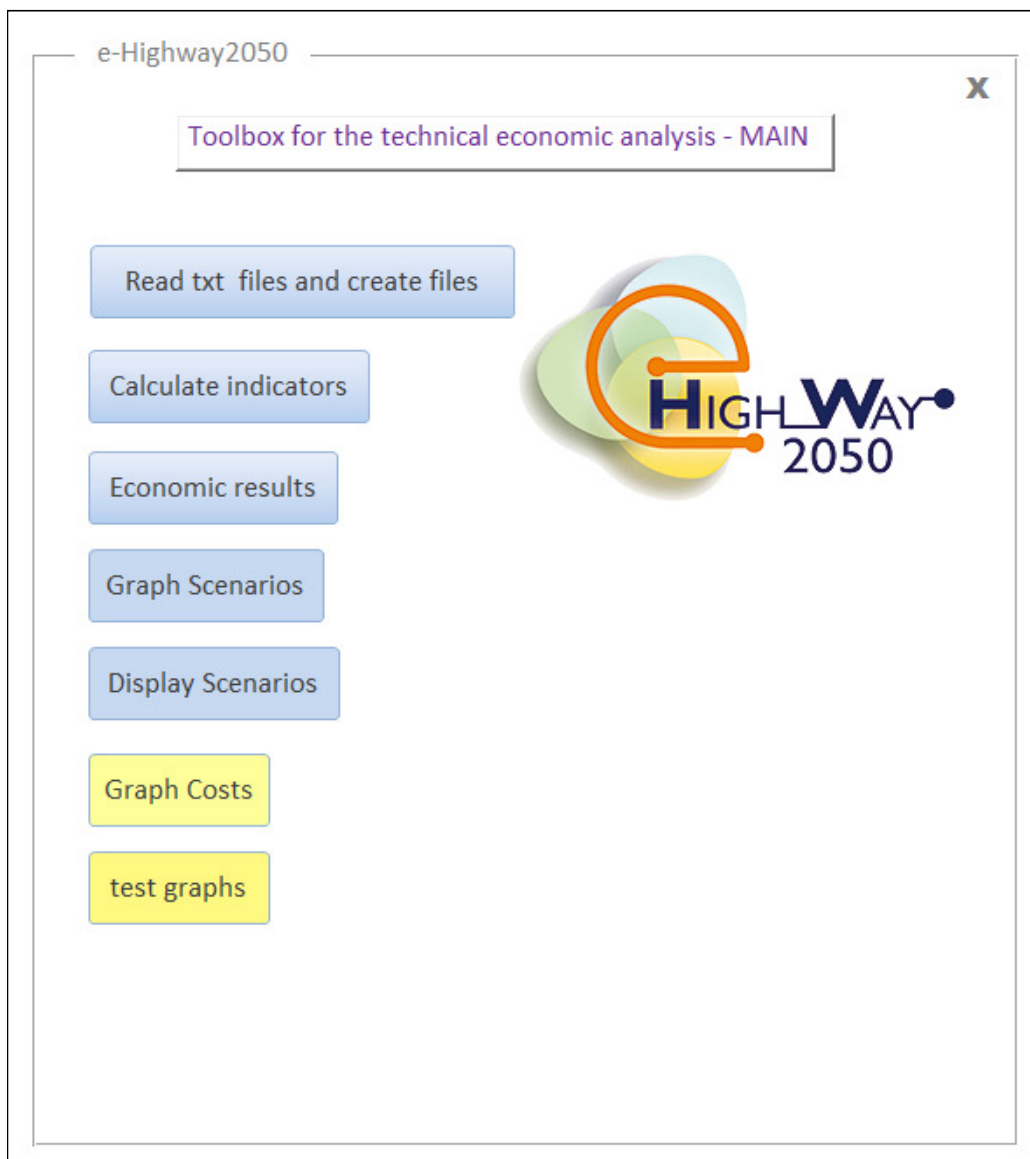 e-Highway2050
x
Toolbox for the technical economic analysis - MAIN
Read txt  files and create files
Calculate indicators
Economic results
Graph Scenarios
Display Scenarios
Graph Costs
test graphs
e
HIGH_WAY
2050